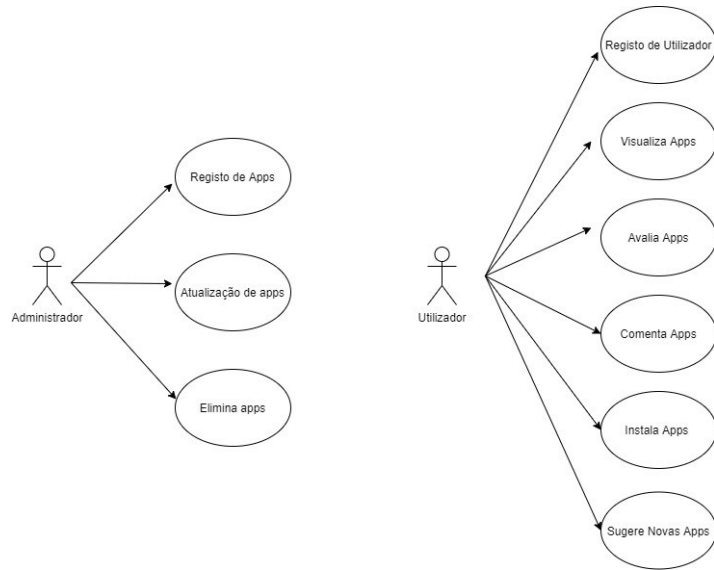 Registo de Apps
Atualização de apps
Administrador
Elimina apps
Registo de Utilizador
Visualiza Apps
Avalia Apps
Utilizador
Comenta Apps
Instala Apps
Sugere Novas Apps